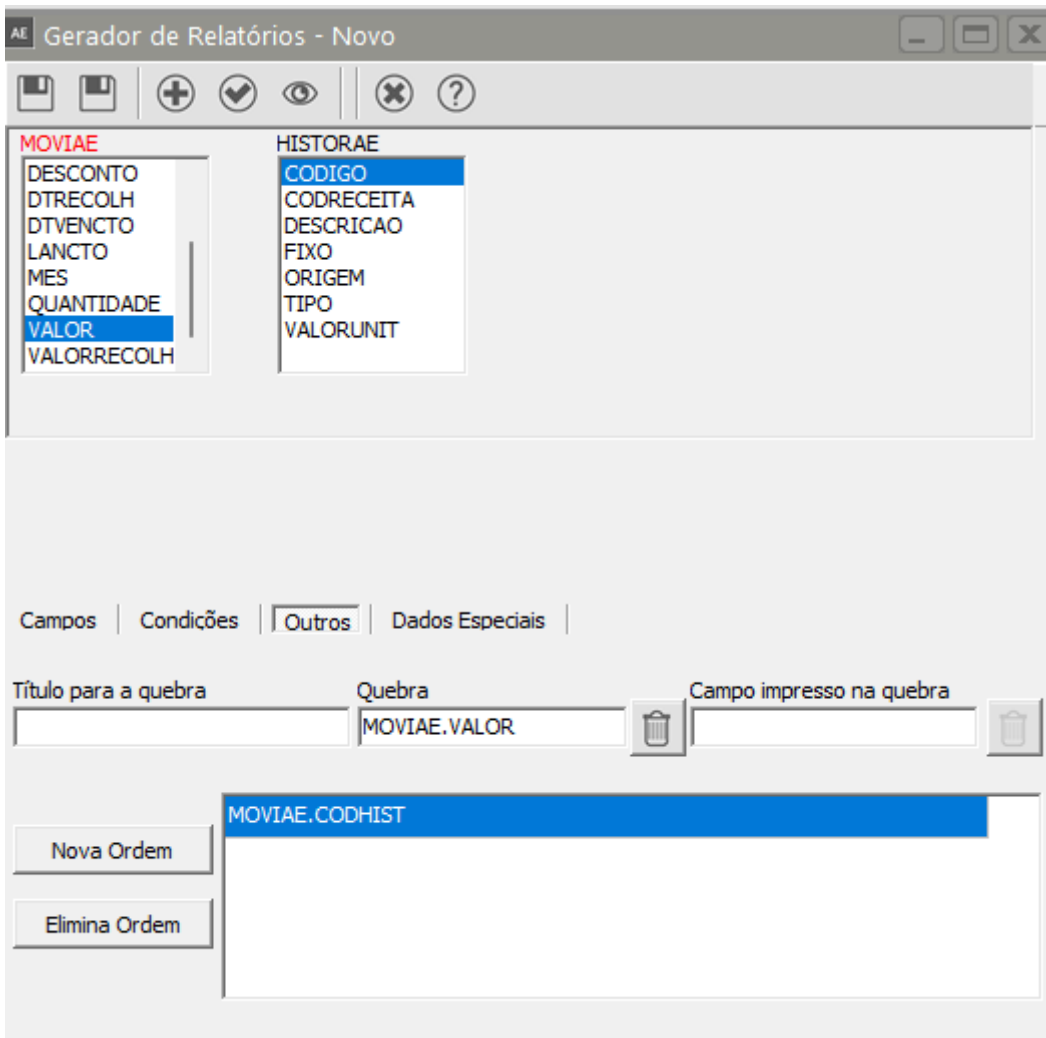 AE Gerador de Relatórios - Novo
MOVIAE
DESCONTO
DTRECOLH
DTVENCTO
LANCTO
MES
QUANTIDADE
VALOR
VALORRECOLH
HISTORAE
CODIGO
CODRECEITA
DESCRICAO
FIXO
ORIGEM
TIPO
VALORUNIT
Campos Condições Outros Dados Especiais
Título para a quebra Quebra Campo impresso na quebra
MOVIAE.VALOR
MOVIAE.CODHIST
Nova Ordem
Elimina Ordem